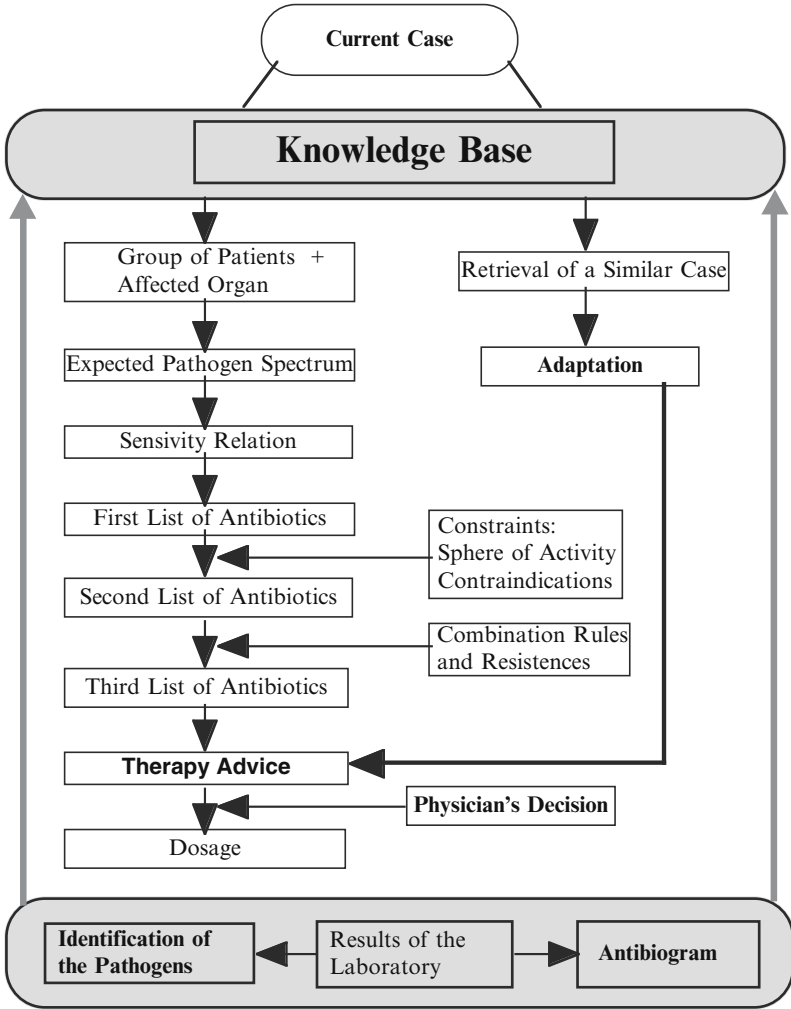 Current Case
Knowledge Base
Group of Patients +
Affected Organ
Retrieval of a Similar Case
Expected Pathogen Spectrum
Adaptation
Sensivity Relation
First List of Antibiotics
Constraints:
Sphere of Activity
Contraindications
Second List of Antibiotics
Combination Rules
and Resistences
Third List of Antibiotics
Therapy Advice
Physician's Decision
Dosage
Identification of
the Pathogens
Results of the
Laboratory
Antibiogram